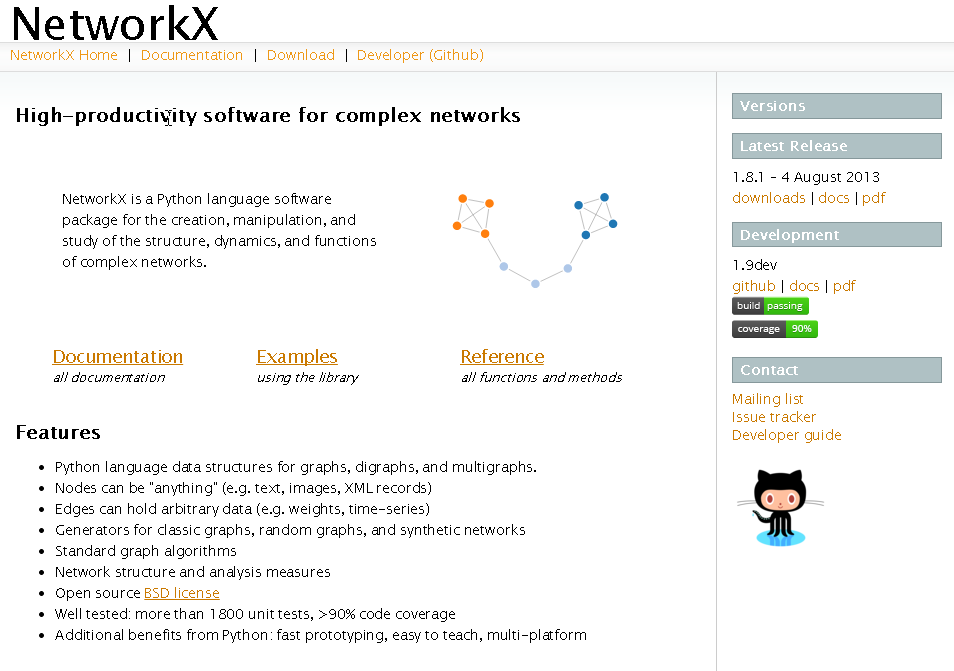 NetworkX
NetworkX Home | Documentation | Download | Developer (Github)
High-productivity software for complex networks
NetworkX is a Python language software
package for the creation, manipulation, and
study of the structure, dynamics, and functions
of complex networks.
Documentation
all documentation
Examples
using the library
Reference
all functions and methods
Features
• Python language data structures for graphs, digraphs, and multigraphs.
• Nodes can be "anything" (e.g. text, images, XML records)
• Edges can hold arbitrary data (e.g. weights, time-series)
• Generators for classic graphs, random graphs, and synthetic networks
• Standard graph algorithms
• Network structure and analysis measures
• Open source BSD license
• Well tested: more than 1800 unit tests, >90% code coverage
• Additional benefits from Python: fast prototyping, easy to teach, multi-platform
Versions
Latest Release
1.8.1 - 4 August 2013
downloads | docs | pdf
Development
1.9dev
github | docs | pdf
build passing
coverage 90%
Contact
Mailing list
Issue tracker
Developer guide